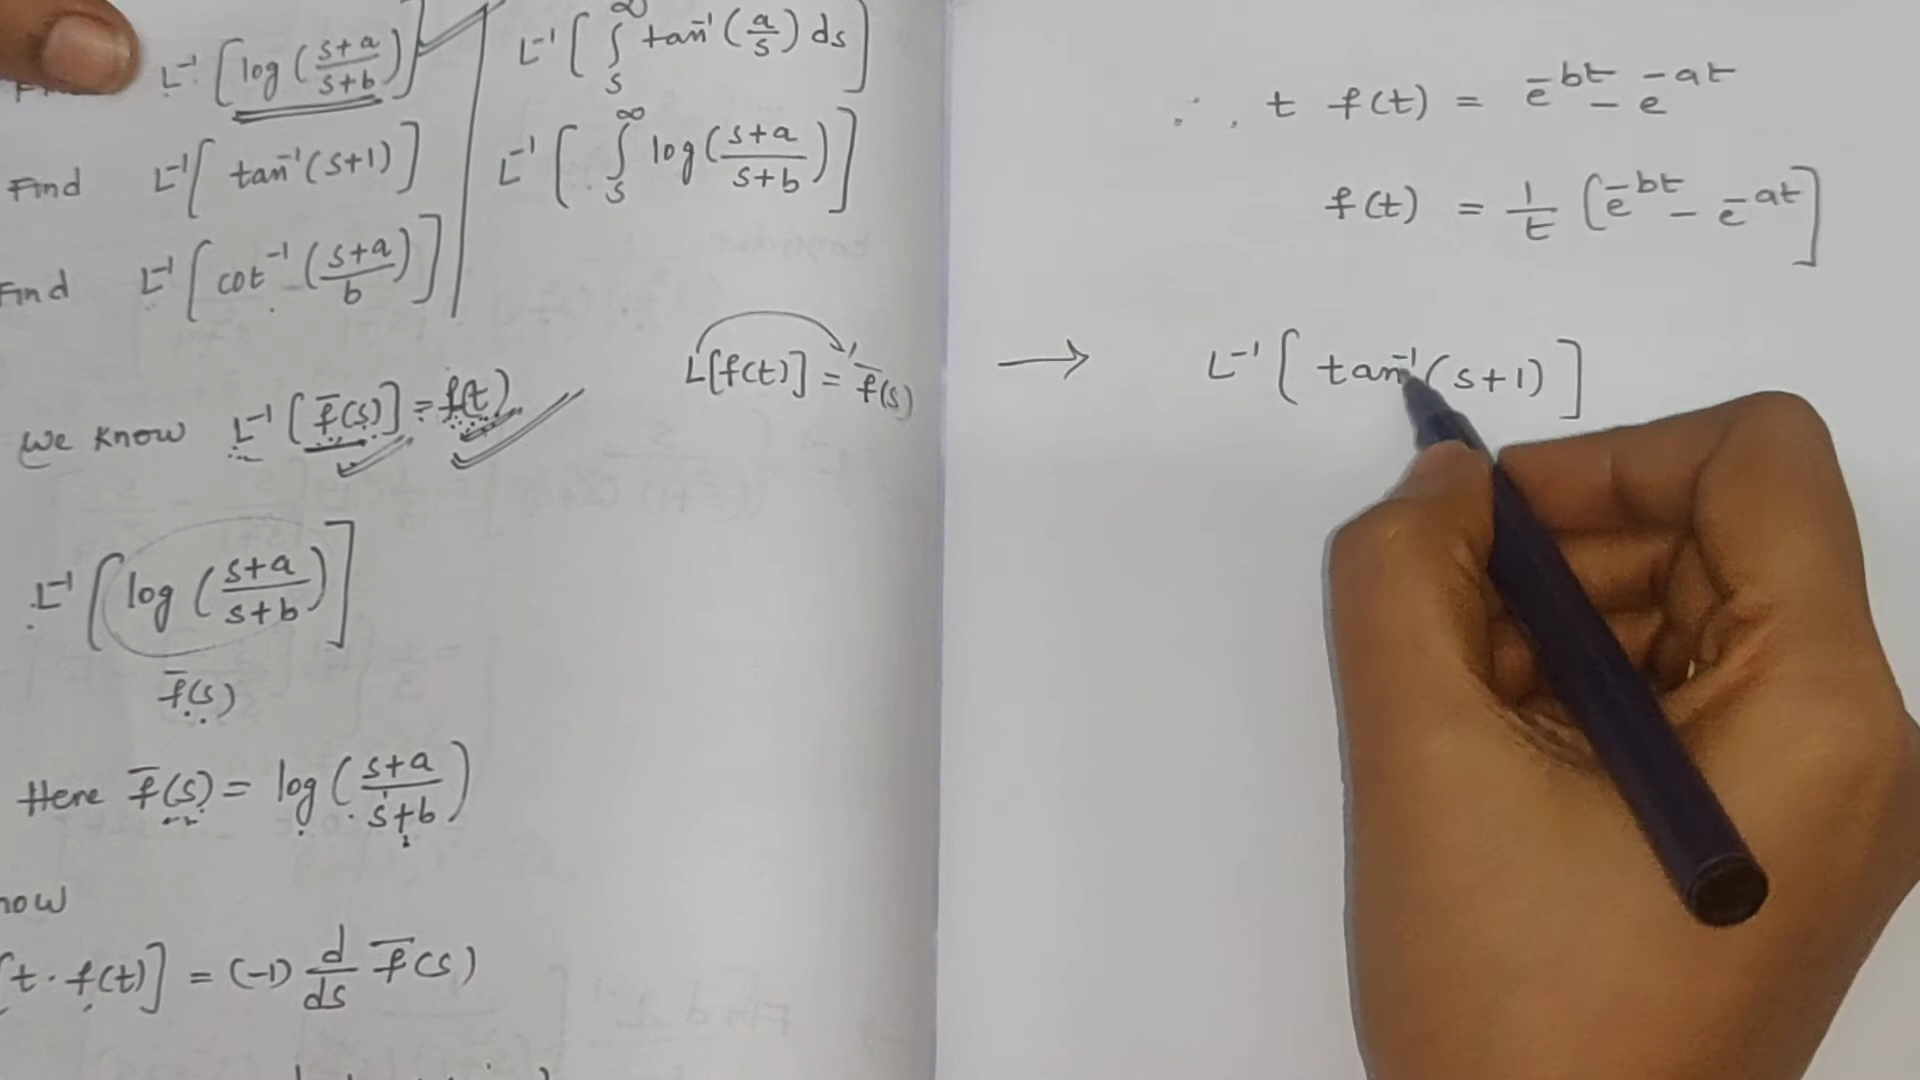 L⁻¹ [log (s+a / s+b)]
Find L⁻¹[ tan⁻¹(s+1) ]
Find L⁻¹ [ cot⁻¹ (s+a / b) ]
L⁻¹ [ ∫ₛ^∞ tan⁻¹ (a/s) ds ]
L⁻¹ [ ∫ₛ^∞ log (s+a / s+b) ]
We know L⁻¹ [f̄(s)] = f(t)
L[f(t)] = f̄(s)
L⁻¹ [ log (s+a / s+b) ]
f̄(s)
Here f̄(s) = log ( s+a / s+b )
t · f(t)] = (-1) d/ds f̄(s)
∴ t f(t) = e^-bt - e^-at
f(t) = 1/t (e^-bt - e^-at]
→ L⁻¹ [ tan⁻¹ (s+1) ]